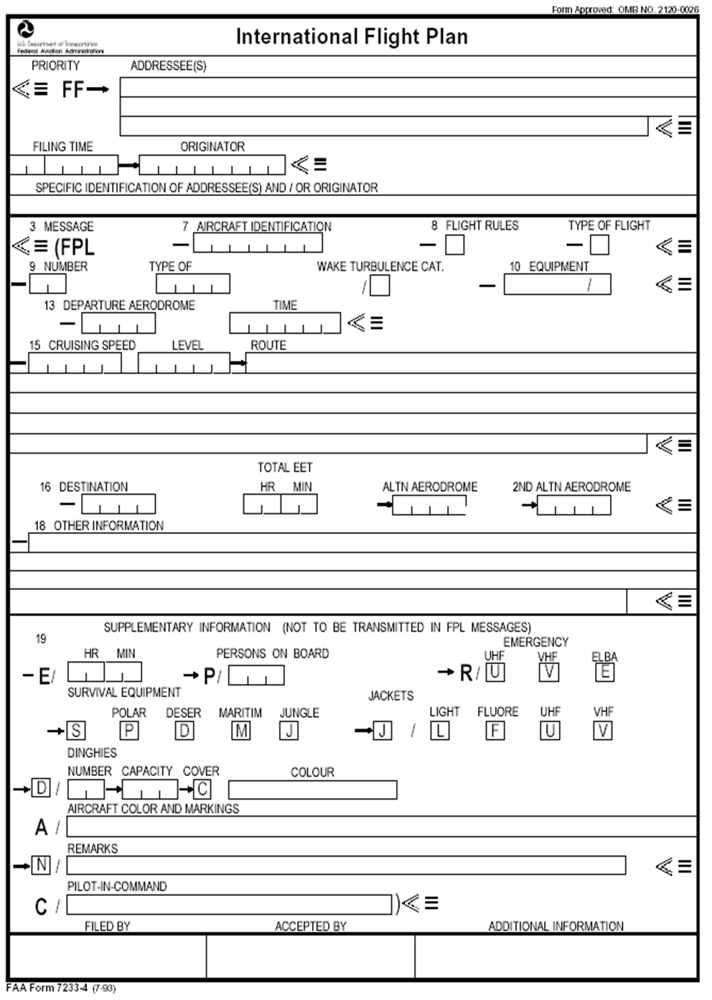 Form Approved: OMB NO. 2120-0026
International Flight Plan
U.S. Department of Transportation
Federal Aviation Administration
PRIORITY ADDRESSEE(S)
FF
FILING TIME ORIGINATOR
SPECIFIC IDENTIFICATION OF ADDRESSEE(S) AND / OR ORIGINATOR
3 MESSAGE 7 AIRCRAFT IDENTIFICATION 8 FLIGHT RULES TYPE OF FLIGHT
(FPL
9 NUMBER TYPE OF WAKE TURBULENCE CAT. 10 EQUIPMENT
/ /
13 DEPARTURE AERODROME TIME
15 CRUISING SPEED LEVEL ROUTE
TOTAL EET
16 DESTINATION HR MIN ALTN AERODROME 2ND ALTN AERODROME
18 OTHER INFORMATION
SUPPLEMENTARY INFORMATION (NOT TO BE TRANSMITTED IN FPL MESSAGES)
19 EMERGENCY
HR MIN PERSONS ON BOARD UHF VHF ELBA
E/ P/ R/ U V E
SURVIVAL EQUIPMENT JACKETS
POLAR DESER MARITIM JUNGLE LIGHT FLUORE UHF VHF
S P D M J J / L F U V
DINGHIES
NUMBER CAPACITY COVER COLOUR
D / C
AIRCRAFT COLOR AND MARKINGS
A /
REMARKS
N /
PILOT-IN-COMMAND
C / )
FILED BY ACCEPTED BY ADDITIONAL INFORMATION
FAA Form 7233-4 (7-93)